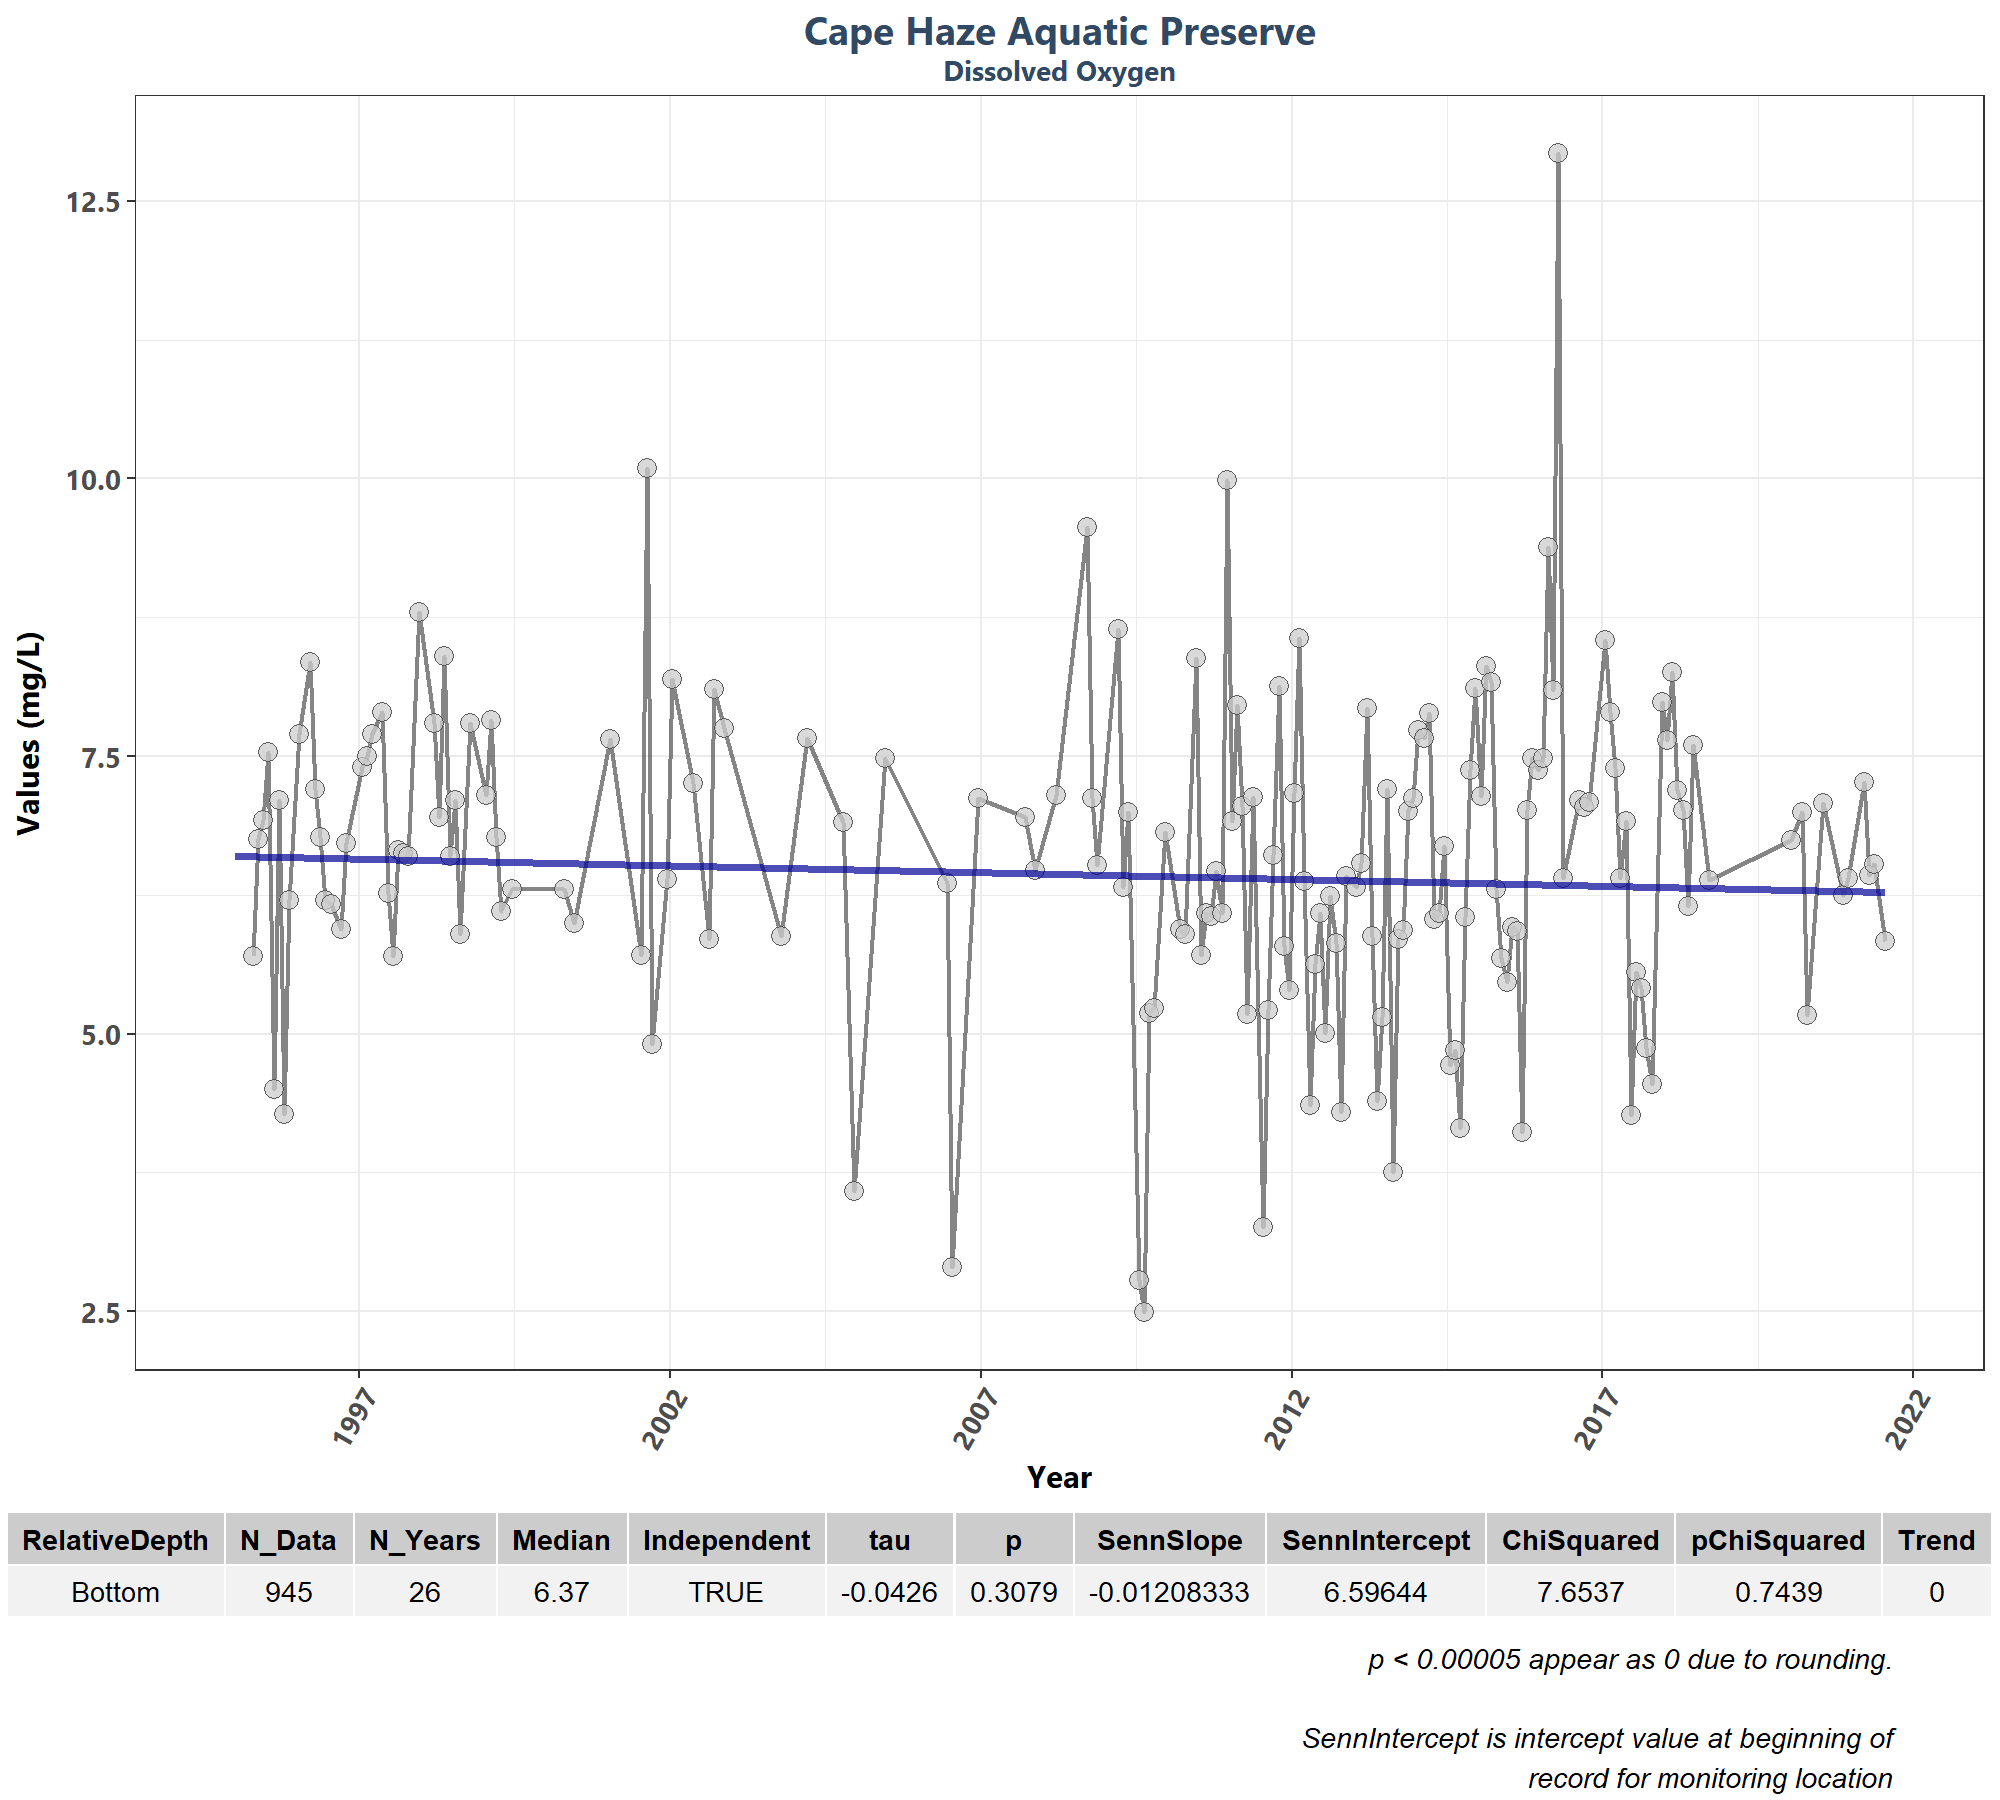 Cape Haze Aquatic Preserve
Dissolved Oxygen
Values (mg/L)
12.5
10.0
7.5
5.0
2.5
1997 2002 2007 2012 2017 2022
Year
RelativeDepth N_Data N_Years Median Independent tau p SennSlope SennIntercept ChiSquared pChiSquared Trend
Bottom 945 26 6.37 TRUE -0.0426 0.3079 -0.01208333 6.59644 7.6537 0.7439 0
p < 0.00005 appear as 0 due to rounding.
SennIntercept is intercept value at beginning of
record for monitoring location